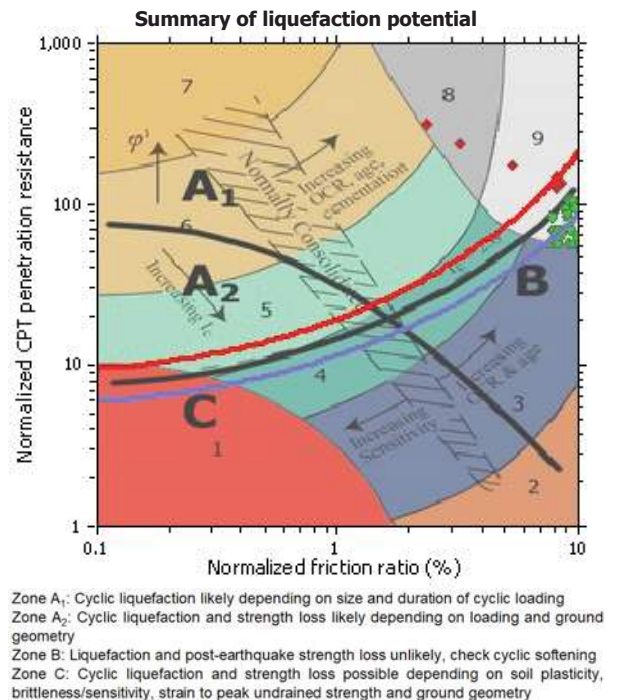 Summary of liquefaction potential
1,000
7
8
9
φ'
Increasing
OCR, age,
cementation
Normally Consolidated
A1
100
6
A2
Increasing Ic
5
B
10
4
Increasing
OCR & age
C
3
Increasing
Sensitivity
1
2
1
0.1
1
10
Normalized CPT penetration resistance
Normalized friction ratio (%)
Zone A1: Cyclic liquefaction likely depending on size and duration of cyclic loading
Zone A2: Cyclic liquefaction and strength loss likely depending on loading and ground
geometry
Zone B: Liquefaction and post-earthquake strength loss unlikely, check cyclic softening
Zone C: Cyclic liquefaction and strength loss possible depending on soil plasticity,
brittleness/sensitivity, strain to peak undrained strength and ground geometry